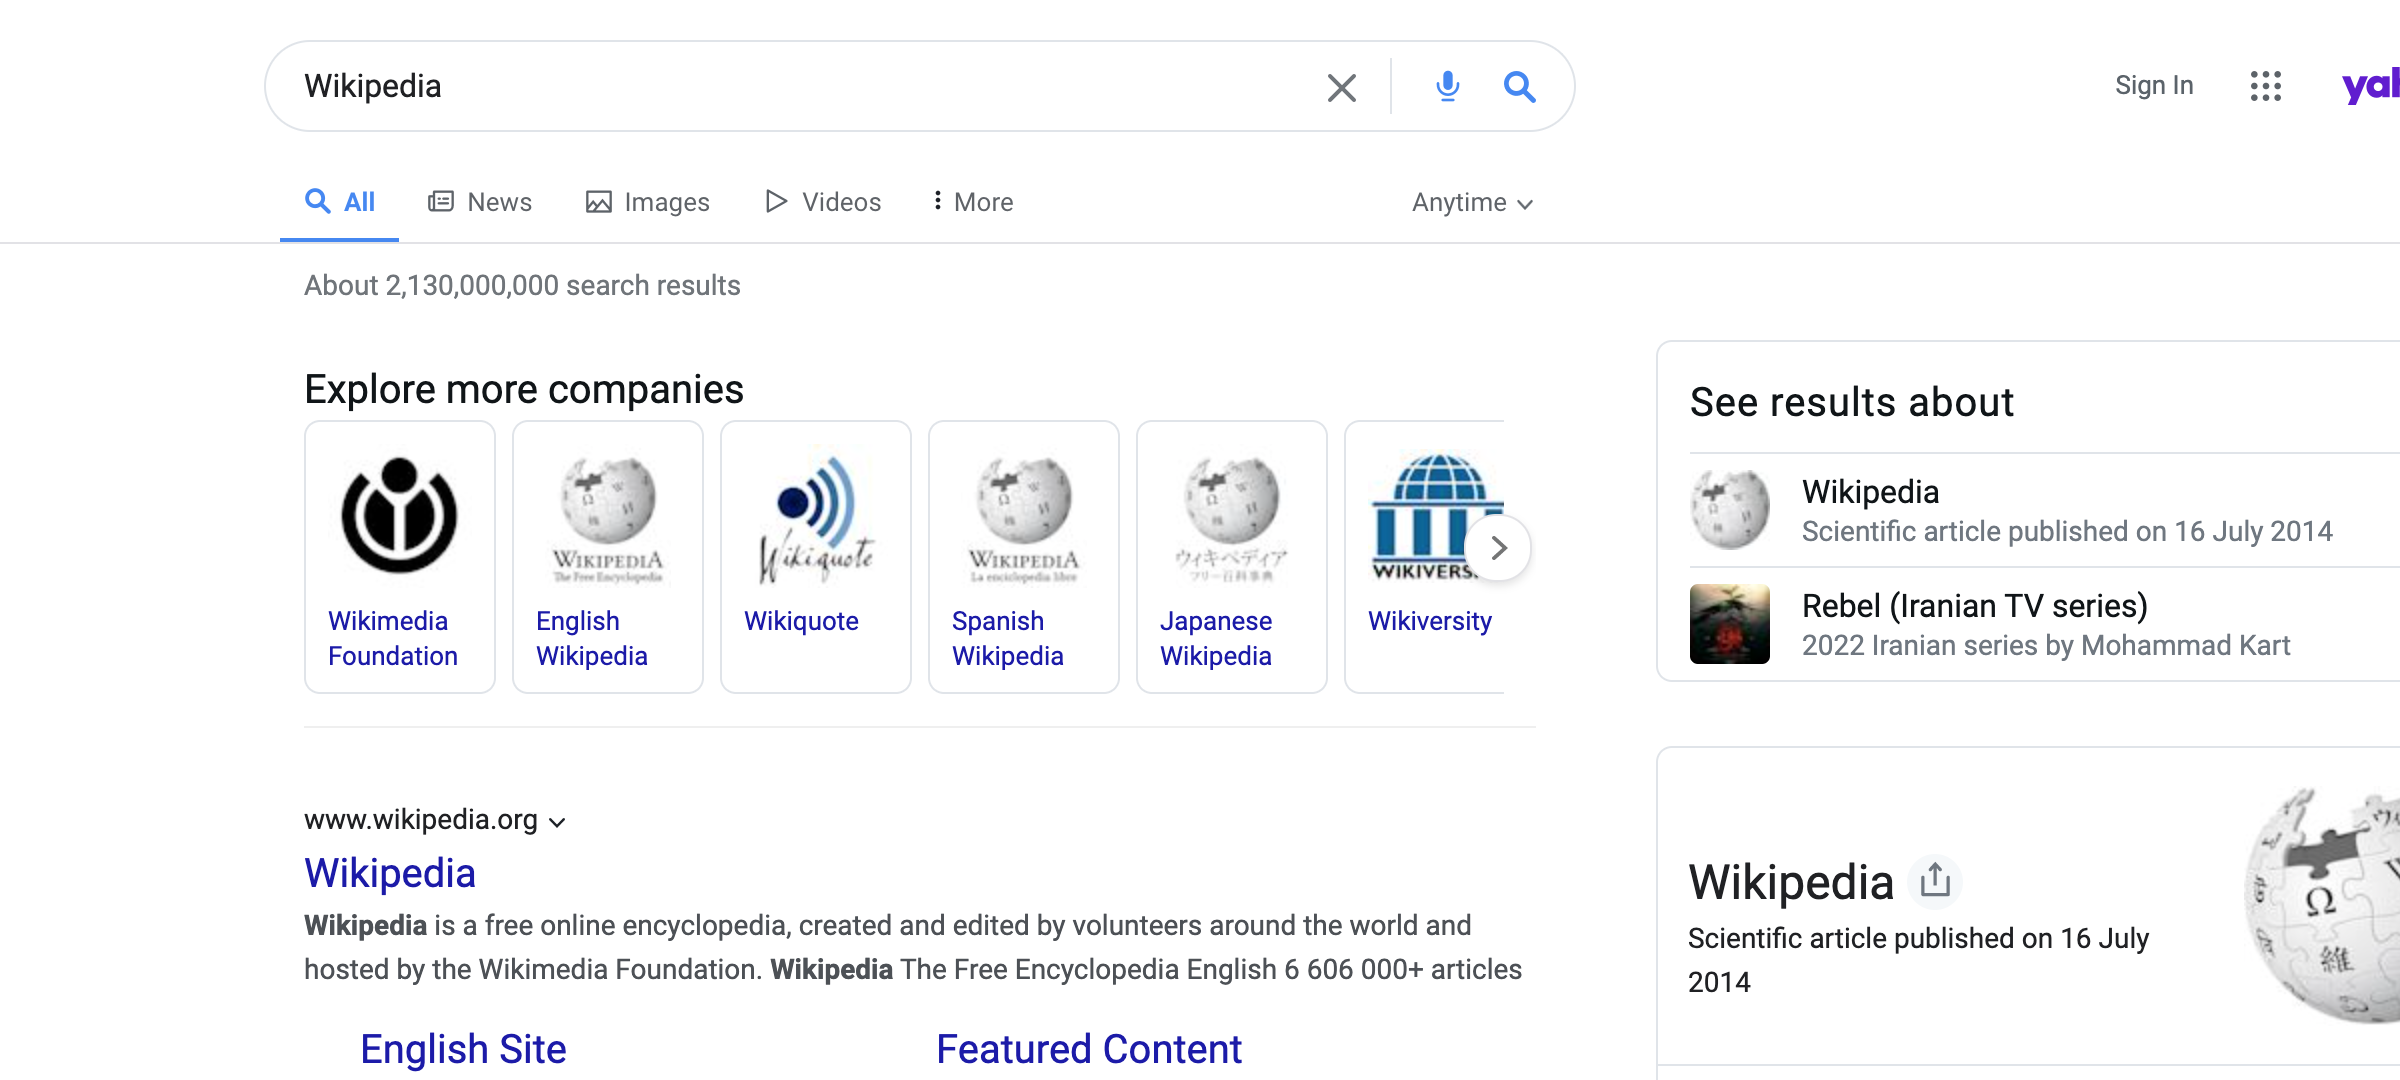 Wikipedia
Sign In
yah
All
News
Images
Videos
More
Anytime
About 2,130,000,000 search results
Explore more companies
WIKIPEDIA
The Free Encyclopedia
Wikiquote
WIKIPEDIA
La enciclopedia libre
ウィキペディア
フリー百科事典
WIKIVERS
Wikimedia
Foundation
English
Wikipedia
Wikiquote
Spanish
Wikipedia
Japanese
Wikipedia
Wikiversity
See results about
Wikipedia
Scientific article published on 16 July 2014
Rebel (Iranian TV series)
2022 Iranian series by Mohammad Kart
www.wikipedia.org
Wikipedia
Wikipedia is a free online encyclopedia, created and edited by volunteers around the world and
hosted by the Wikimedia Foundation. Wikipedia The Free Encyclopedia English 6 606 000+ articles
English Site
Featured Content
Wikipedia
Scientific article published on 16 July
2014
Ω
維